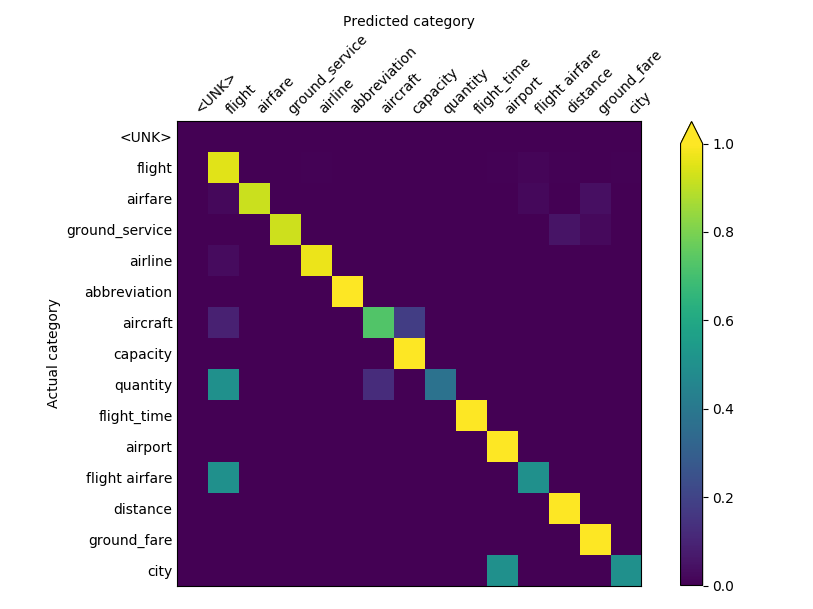 Predicted category
<UNK>
flight
airfare
ground_service
airline
abbreviation
aircraft
capacity
quantity
flight_time
airport
flight airfare
distance
ground_fare
city
Actual category
<UNK>
flight
airfare
ground_service
airline
abbreviation
aircraft
capacity
quantity
flight_time
airport
flight airfare
distance
ground_fare
city
1.0
0.8
0.6
0.4
0.2
0.0